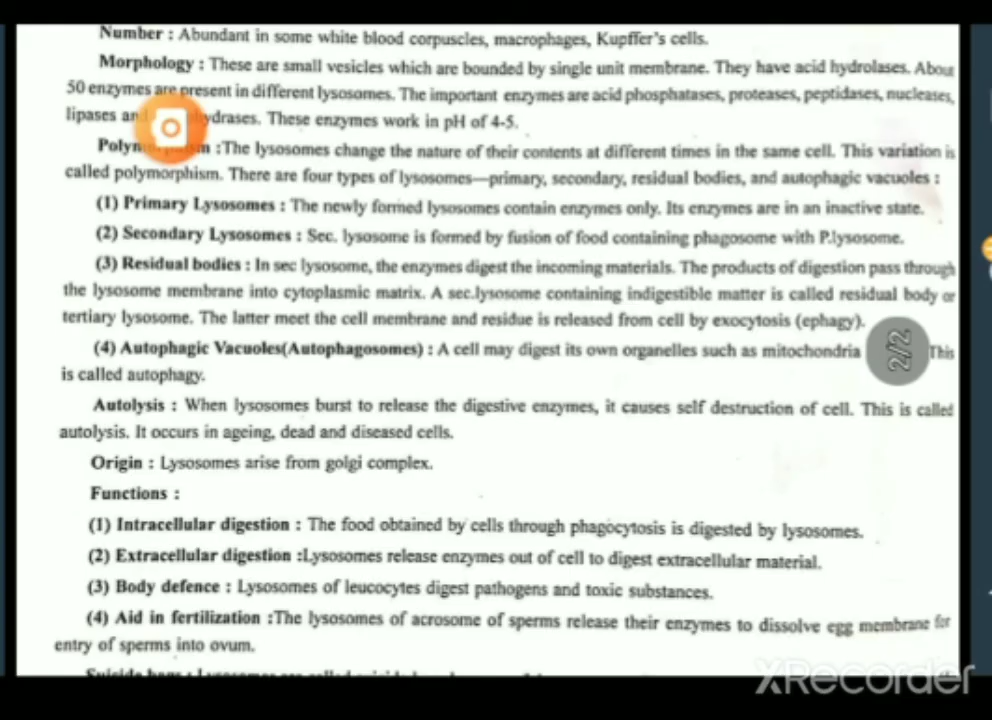 Number : Abundant in some white blood corpuscles, macrophages, Kupffer's cells.
Morphology : These are small vesicles which are bounded by single unit membrane. They have acid hydrolases. About
50 enzymes are present in different lysosomes. The important enzymes are acid phosphatases, proteases, peptidases, nucleases,
lipases and hydrases. These enzymes work in pH of 4-5.
:The lysosomes change the nature of their contents at different times in the same cell. This variation is
called polymorphism. There are four types of lysosomes—primary, secondary, residual bodies, and autophagic vacuoles :
(1) Primary Lysosomes : The newly formed lysosomes contain enzymes only. Its enzymes are in an inactive state.
(2) Secondary Lysosomes : Sec. lysosome is formed by fusion of food containing phagosome with P.lysosome.
(3) Residual bodies : In sec lysosome, the enzymes digest the incoming materials. The products of digestion pass through
the lysosome membrane into cytoplasmic matrix. A sec.lysosome containing indigestible matter is called residual body or
tertiary lysosome. The latter meet the cell membrane and residue is released from cell by exocytosis (ephagy).
(4) Autophagic Vacuoles(Autophagosomes) : A cell may digest its own organelles such as mitochondria This
2/2
is called autophagy.
Autolysis : When lysosomes burst to release the digestive enzymes, it causes self destruction of cell. This is called
autolysis. It occurs in ageing, dead and diseased cells.
Origin : Lysosomes arise from golgi complex.
Functions :
(1) Intracellular digestion : The food obtained by cells through phagocytosis is digested by lysosomes.
(2) Extracellular digestion :Lysosomes release enzymes out of cell to digest extracellular material.
(3) Body defence : Lysosomes of leucocytes digest pathogens and toxic substances.
(4) Aid in fertilization :The lysosomes of acrosome of sperms release their enzymes to dissolve egg membrane for
entry of sperms into ovum.
XRecorder